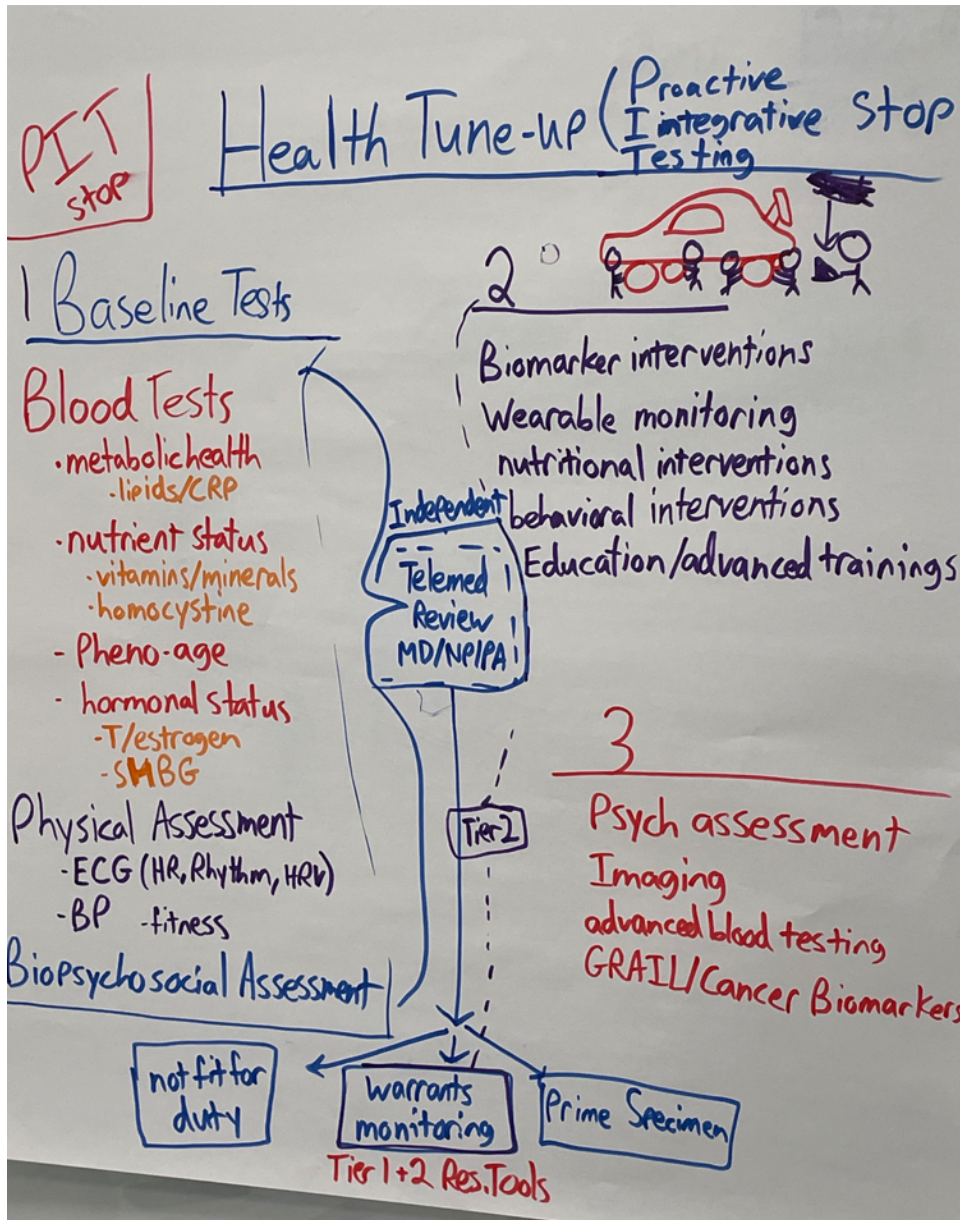 PIT
STOP
Health Tune-up (Proactive
Iintegrative Stop
Testing
1 Baseline Tests
Blood Tests
·metabolic health
·lipids/CRP
·nutrient status
·vitamins/minerals
·homocystine
- Pheno-age
- hormonal status
-T/estrogen
-SHBG
Physical Assessment
-ECG (HR, Rhythm, HRV)
-BP -fitness
Biopsychosocial Assessment
Independent
Telemed
Review
MD/NP/PA
2
Biomarker interventions
Wearable monitoring
nutritional interventions
behavioral interventions
Education/advanced trainings
3
Psych assessment
Imaging
advanced blood testing
GRAIL/Cancer Biomarkers
Tier 2
not fit for
duty
warrants
monitoring
Prime Specimen
Tier 1+2 Res. Tools